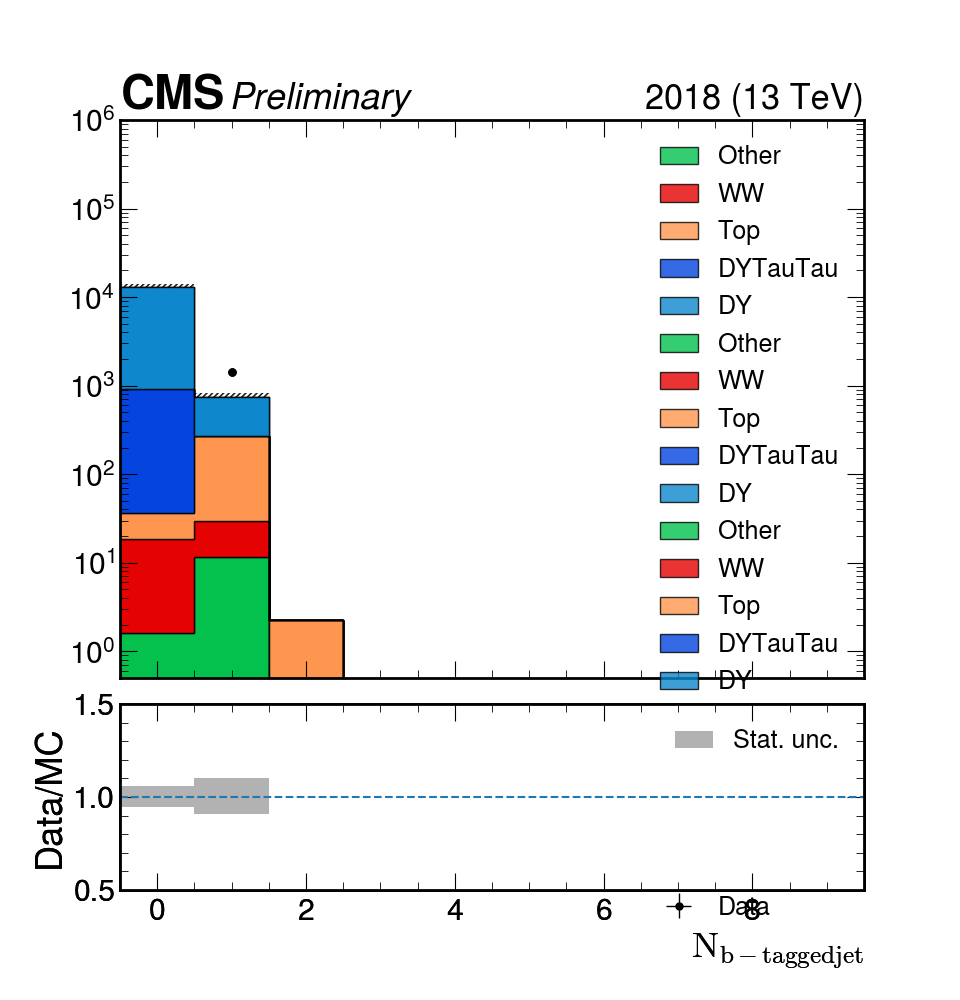 CMS Preliminary 2018 (13 TeV)
10^6
10^5
10^4
10^3
10^2
10^1
10^0
Other
WW
Top
DYTauTau
DY
Other
WW
Top
DYTauTau
DY
Other
WW
Top
DYTauTau
DY
Data/MC
1.5
1.0
0.5
Stat. unc.
0 2 4 6 8
Data
N_{b-taggedjet}